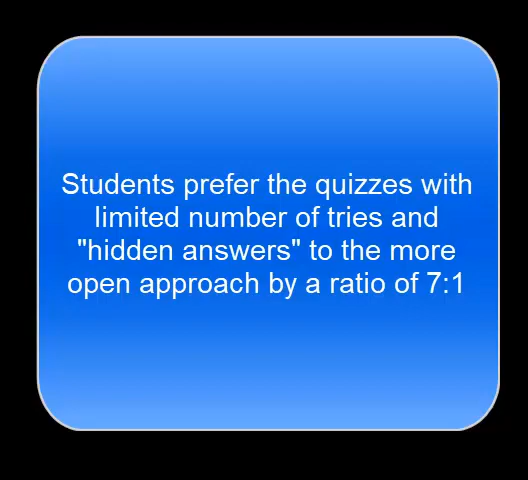 Students prefer the quizzes with
limited number of tries and
"hidden answers" to the more
open approach by a ratio of 7:1